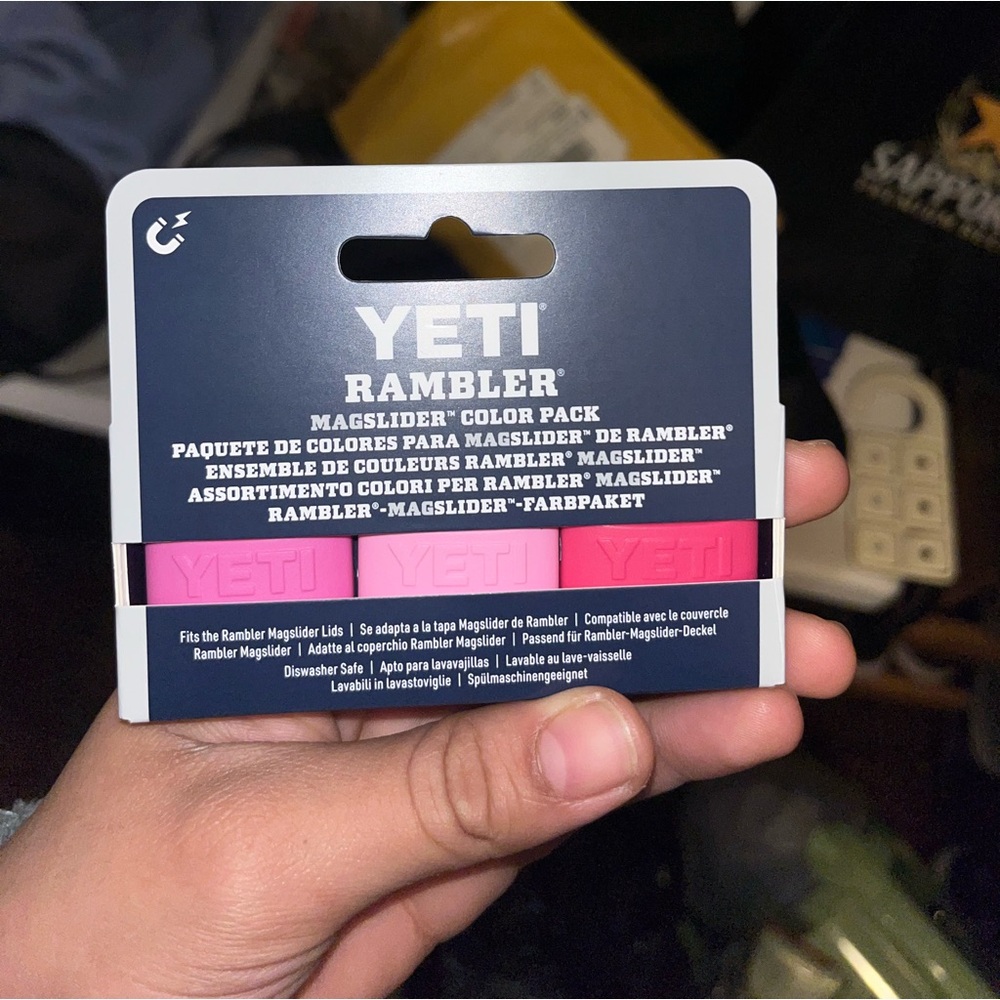 YETI®
RAMBLER®
MAGSLIDER™ COLOR PACK
PAQUETE DE COLORES PARA MAGSLIDER™ DE RAMBLER®
ENSEMBLE DE COULEURS RAMBLER® MAGSLIDER™
ASSORTIMENTO COLORI PER RAMBLER® MAGSLIDER™
RAMBLER®-MAGSLIDER™-FARBPAKET
YETI YETI YETI
Fits the Rambler Magslider Lids | Se adapta a la tapa Magslider de Rambler | Compatible avec le couvercle
Rambler Magslider | Adatte al coperchio Rambler Magslider | Passend für Rambler-Magslider-Deckel
Diswasher Safe | Apto para lavavajillas | Lavable au lave-vaisselle
Lavabili in lavastoviglie | Spülmaschinengeeignet